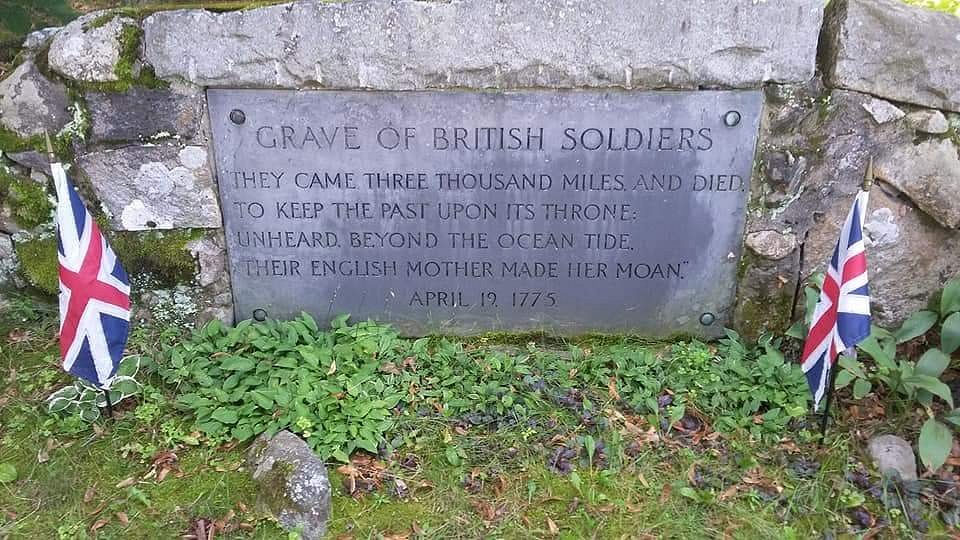 GRAVE OF BRITISH SOLDIERS
"THEY CAME THREE THOUSAND MILES, AND DIED,
TO KEEP THE PAST UPON ITS THRONE:
UNHEARD, BEYOND THE OCEAN TIDE,
THEIR ENGLISH MOTHER MADE HER MOAN."
APRIL 19, 1775